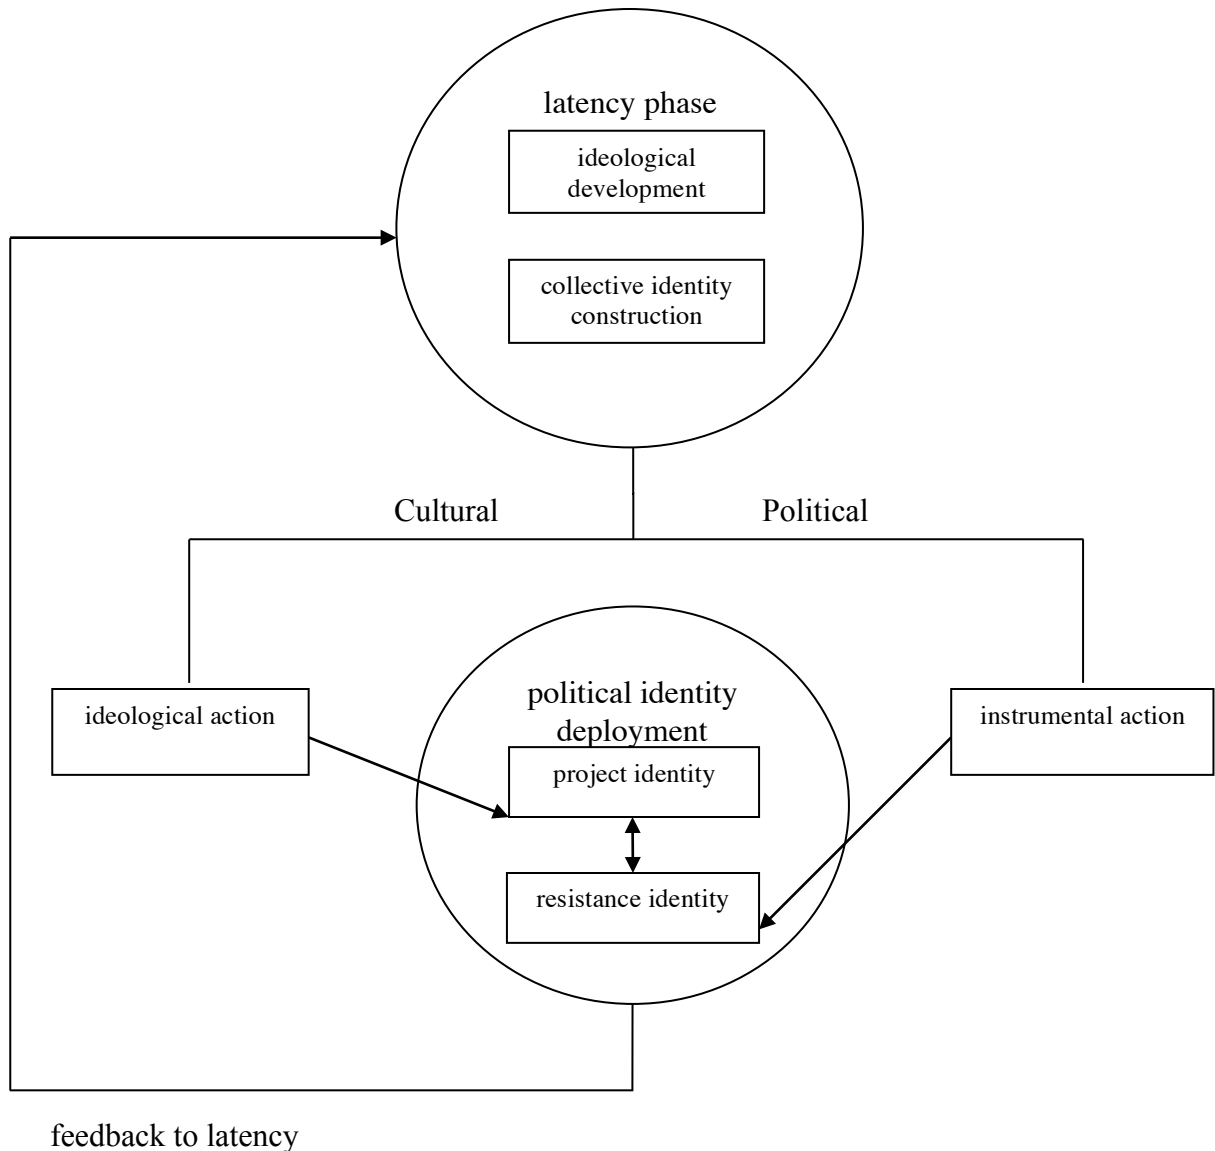 latency phase
ideological
development
collective identity
construction
Cultural
Political
ideological action
political identity
deployment
project identity
resistance identity
instrumental action
feedback to latency